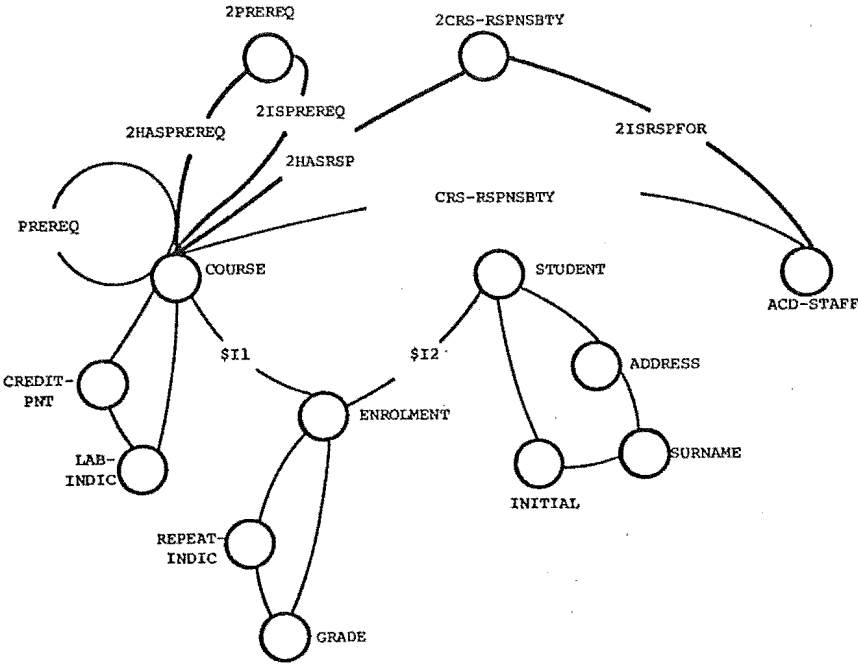 2PREREQ
2CRS-RSPNSBTY
2ISPREREQ
2HASPREREQ
2ISRSPFOR
2HASRSP
CRS-RSPNSBTY
PREREQ
COURSE
STUDENT
ACD-STAFF
$I1
$I2
ADDRESS
CREDIT-
PNT
ENROLMENT
SURNAME
LAB-
INDIC
INITIAL
REPEAT-
INDIC
GRADE